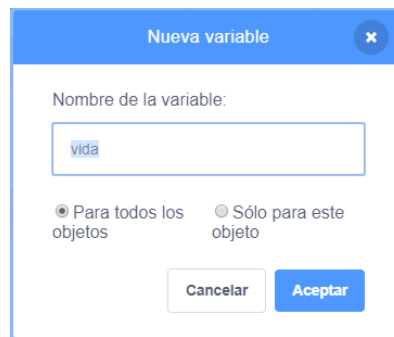 Nueva variable
Nombre de la variable:
vida
Para todos los objetos
Sólo para este objeto
Cancelar
Aceptar